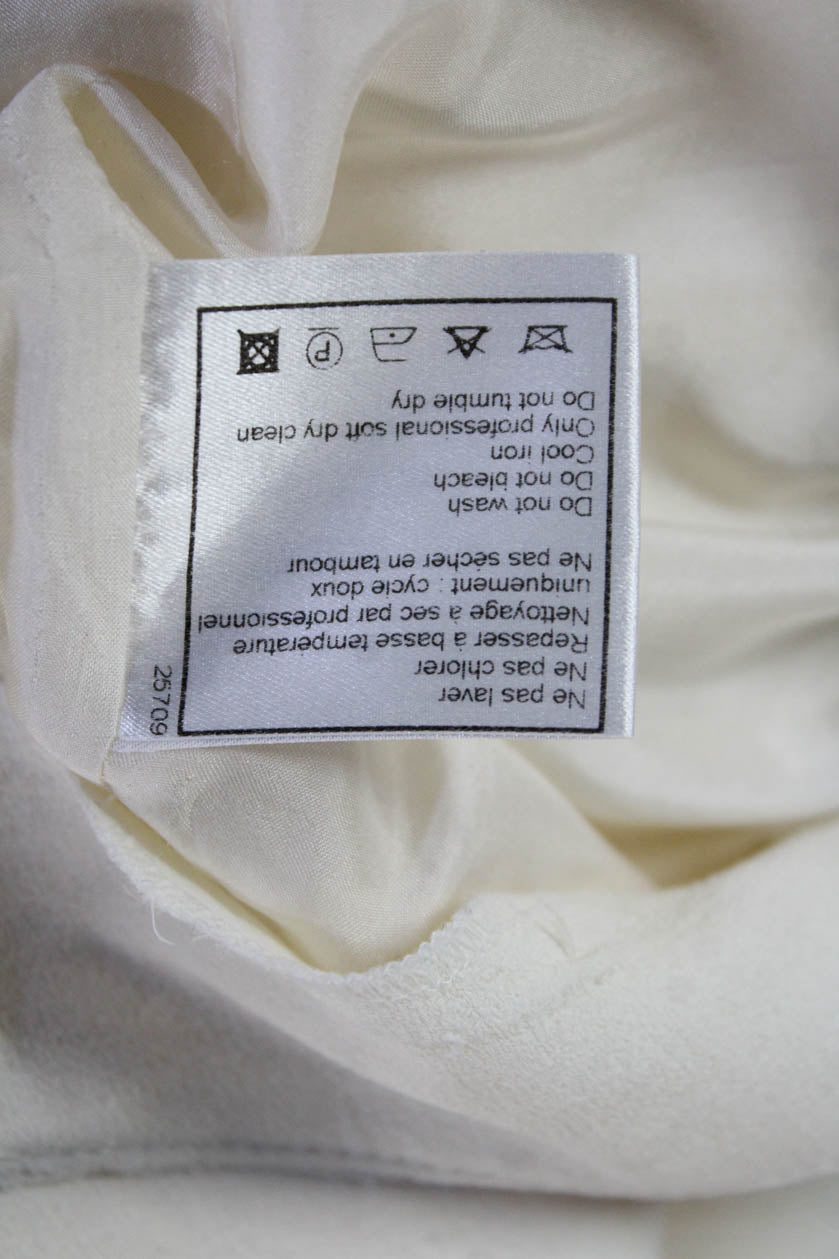 Ne pas laver
Ne pas chlorer
Repasser à basse température
Nettoyage à sec par professionnel
uniquement : cycle doux
Ne pas sécher en tambour
Do not wash
Do not bleach
Cool iron
Only professional soft dry clean
Do not tumble dry
P
25709